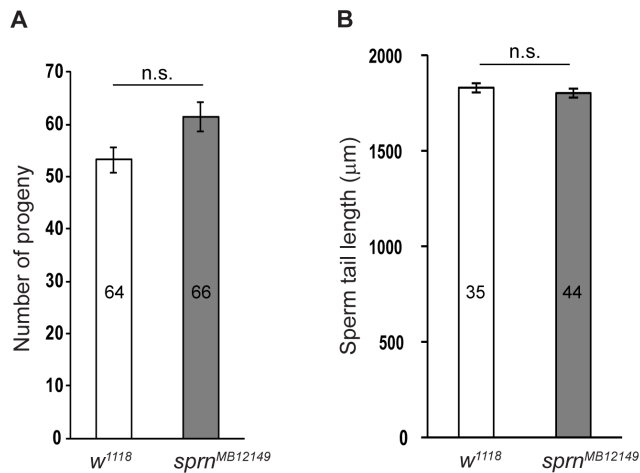 A
n.s.
70
60
50
40
30
20
10
0
Number of progeny
64
66
w1118
sprnMB12149
B
n.s.
2000
1500
1000
500
0
Sperm tail length (μm)
35
44
w1118
sprnMB12149